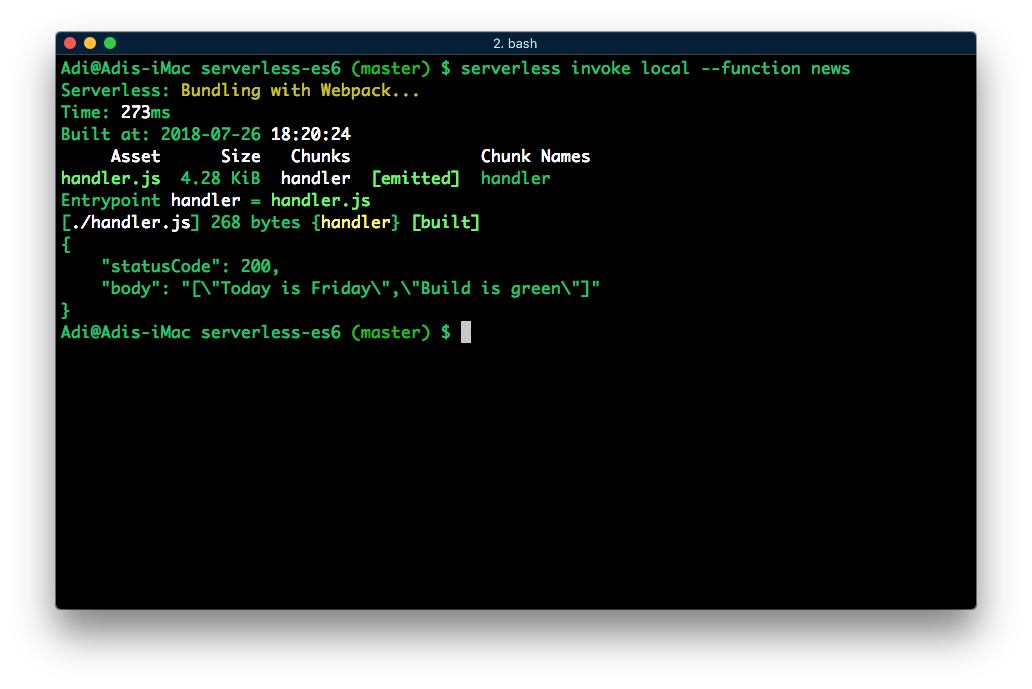 2. bash
Adi@Adis-iMac serverless-es6 (master) $ serverless invoke local --function news
Serverless: Bundling with Webpack...
Time: 273ms
Built at: 2018-07-26 18:20:24
     Asset      Size   Chunks             Chunk Names
handler.js  4.28 KiB  handler  [emitted]  handler
Entrypoint handler = handler.js
[./handler.js] 268 bytes {handler} [built]
{
    "statusCode": 200,
    "body": "[\"Today is Friday\",\"Build is green\"]"
}
Adi@Adis-iMac serverless-es6 (master) $